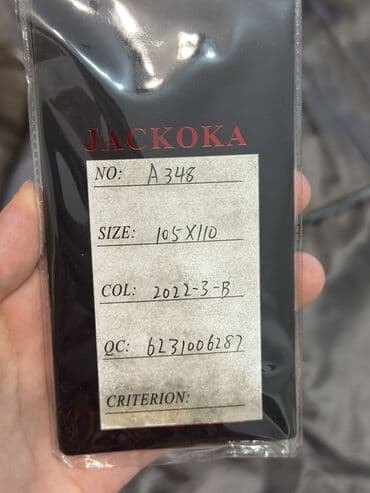 JACKOKA
NO: A348
SIZE: 105X110
COL: 2022-3-B
QC: 6231006287
CRITERION: